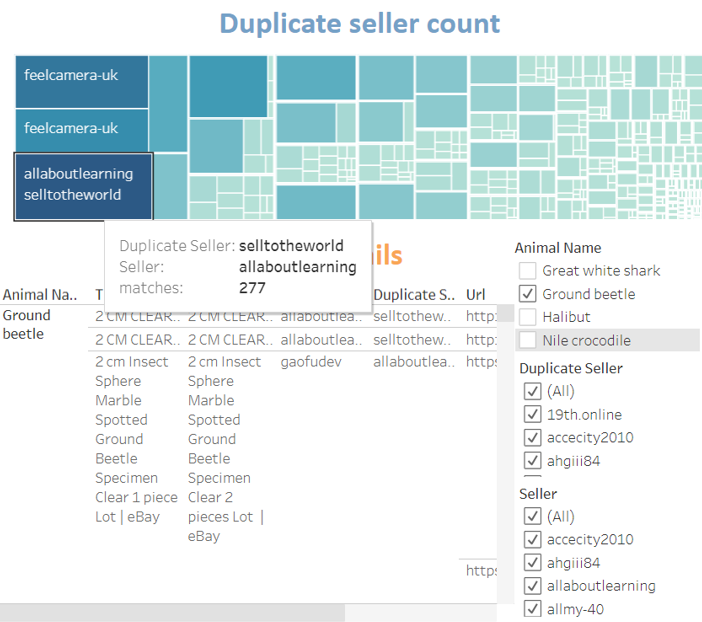 Duplicate seller count
feelcamera-uk
feelcamera-uk
allaboutlearning
selltotheworld
Duplicate Seller: selltotheworld
Seller: allaboutlearning
matches: 277
ils
Animal Na.. T Duplicate S.. Url
Ground
beetle
2 CM CLEAR.. 2 CM CLEAR.. allaboutlea.. selltothew.. http:
2 CM CLEAR.. 2 CM CLEAR.. allaboutlea.. selltothew.. http:
2 cm Insect 2 cm Insect gaofudev allaboutlea.. https
Sphere Sphere
Marble Marble
Spotted Spotted
Ground Ground
Beetle Beetle
Specimen Specimen
Clear 1 piece Clear 2
Lot | eBay pieces Lot |
eBay
https
Animal Name
Great white shark
Ground beetle
Halibut
Nile crocodile
Duplicate Seller
(All)
19th.online
accecity2010
ahgiii84
Seller
(All)
accecity2010
ahgiii84
allaboutlearning
allmy-40